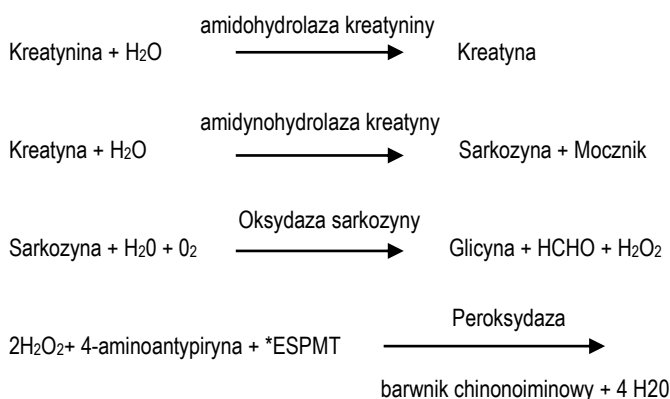 amidohydrolaza kreatyniny
Kreatynina + H₂O Kreatyna
amidynohydrolaza kreatyny
Kreatyna + H₂O Sarkozyna + Mocznik
Oksydaza sarkozyny
Sarkozyna + H₂0 + 0₂ Glicyna + HCHO + H₂O₂
Peroksydaza
2H₂O₂+ 4-aminoantypiryna + *ESPMT
barwnik chinonoiminowy + 4 H20